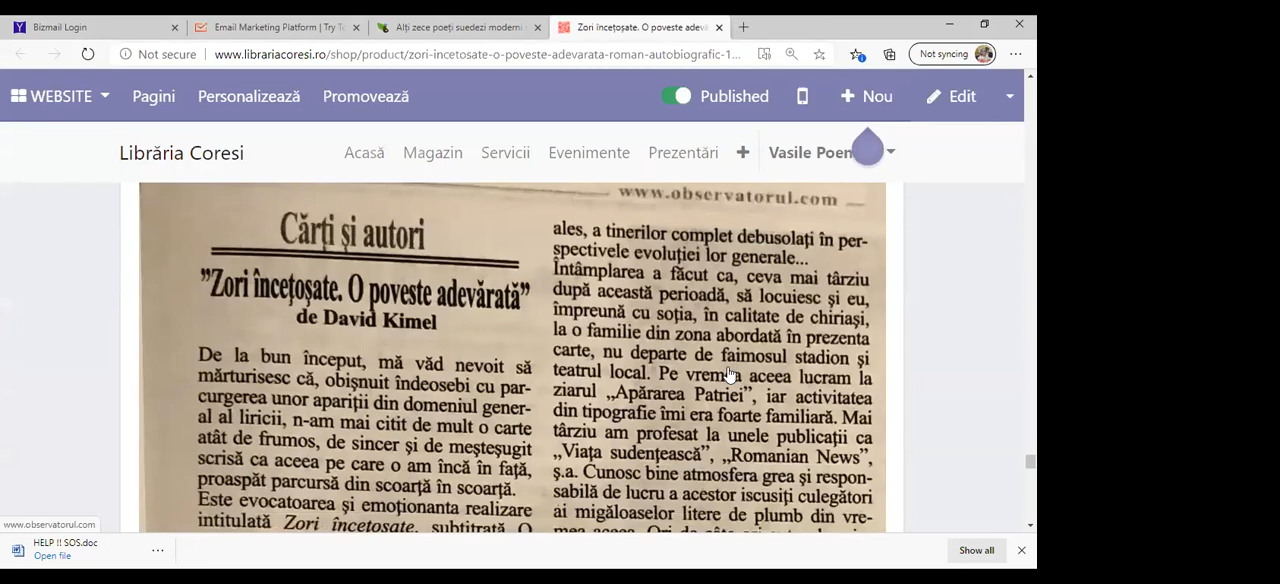 Bizmail Login
Email Marketing Platform | Try To
Alți zece poeți suedezi moderni
Zori încețoșate. O poveste adeva
Not secure
www.librariacoresi.ro/shop/product/zori-incetosate-o-poveste-adevarata-roman-autobiografic-1...
Not syncing
WEBSITE
Pagini
Personalizează
Promovează
Published
Nou
Edit
Librăria Coresi
Acasă
Magazin
Servicii
Evenimente
Prezentări
Vasile Poen
www.observatorul.com
Cărți și autori
”Zori încețoșate. O poveste adevărată”
de David Kimel
De la bun început, mă văd nevoit să
mărturisesc că, obișnuit îndeosebi cu par-
curgerea unor apariții din domeniul gener-
al al liricii, n-am mai citit de mult o carte
atât de frumos, de sincer și de meșteșugit
scrisă ca aceea pe care o am încă în față,
proaspăt parcursă din scoarță în scoarță.
Este evocatoarea și emoționanta realizare
intitulată Zori încețoșate, subtitrată O
ales, a tinerilor complet debusolați în per-
spectivele evoluției lor generale...
Întâmplarea a făcut ca, ceva mai târziu
după această perioadă, să locuiesc și eu,
împreună cu soția, în calitate de chiriași,
la o familie din zona abordată în prezenta
carte, nu departe de faimosul stadion și
teatrul local. Pe vremea aceea lucram la
ziarul „Apărarea Patriei”, iar activitatea
din tipografie îmi era foarte familiară. Mai
târziu am profesat la unele publicații ca
„Viața sudențească”, „Romanian News”,
ș.a. Cunosc bine atmosfera grea și respon-
sabilă de lucru a acestor iscusiți culegători
ai migăloaselor litere de plumb din vre-
www.observatorul.com
HELP !! SOS.doc
Open file
Show all